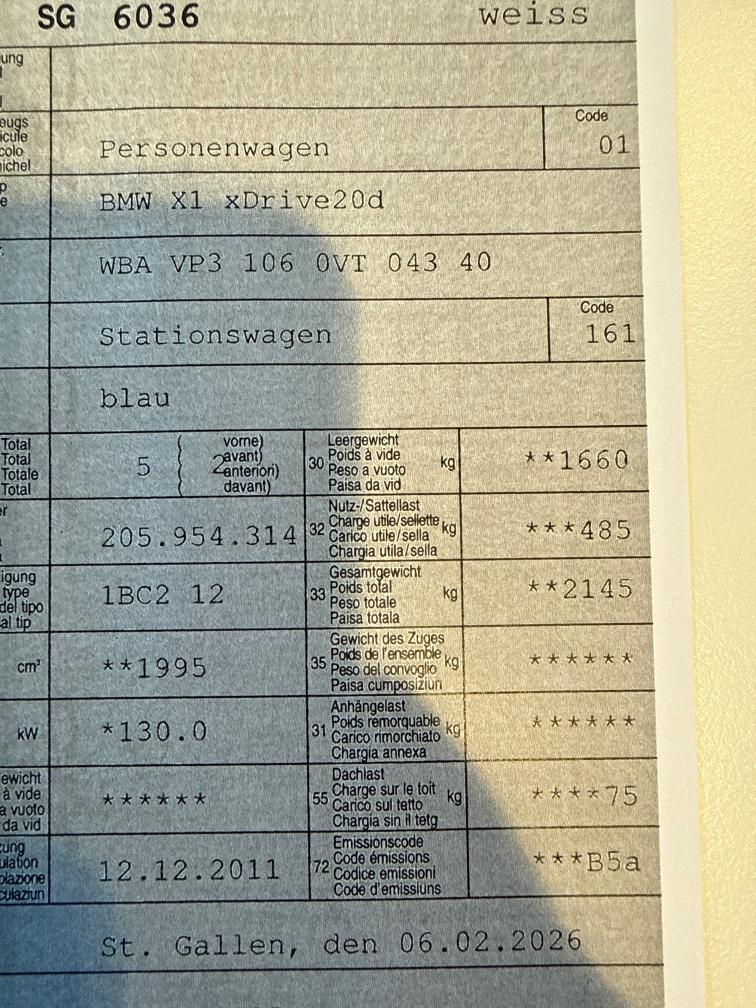 SG 6036 weiss
ung
eugs
icule
colo
ichel
Personenwagen
Code
01
p
e
BMW X1 xDrive20d
WBA VP3 106 0VT 043 40
Stationswagen
Code
161
blau
Total
Total
Totale
Total
5
2
vorne)
avant)
anteriori)
davant)
30
Leergewicht
Poids à vide
Peso a vuoto
Paisa da vid
kg
**1660
er
205.954.314
32
Nutz-/Sattellast
Charge utile/sellette
Carico utile/sella
Chargia utila/sella
kg
***485
igung
type
del tipo
al tip
1BC2 12
33
Gesamtgewicht
Poids total
Peso totale
Paisa totala
kg
**2145
cm³
**1995
35
Gewicht des Zuges
Poids de l'ensemble
Peso del convoglio
Paisa cumposiziun
kg
******
kW
*130.0
31
Anhängelast
Poids remorquable
Carico rimorchiato
Chargia annexa
kg
******
ewicht
à vide
a vuoto
da vid
******
55
Dachlast
Charge sur le toit
Carico sul tetto
Chargia sin il tetg
kg
****75
ung
ulation
olazione
culaziun
12.12.2011
72
Emissionscode
Code émissions
Codice emissioni
Code d'emissiuns
***B5a
St. Gallen, den 06.02.2026